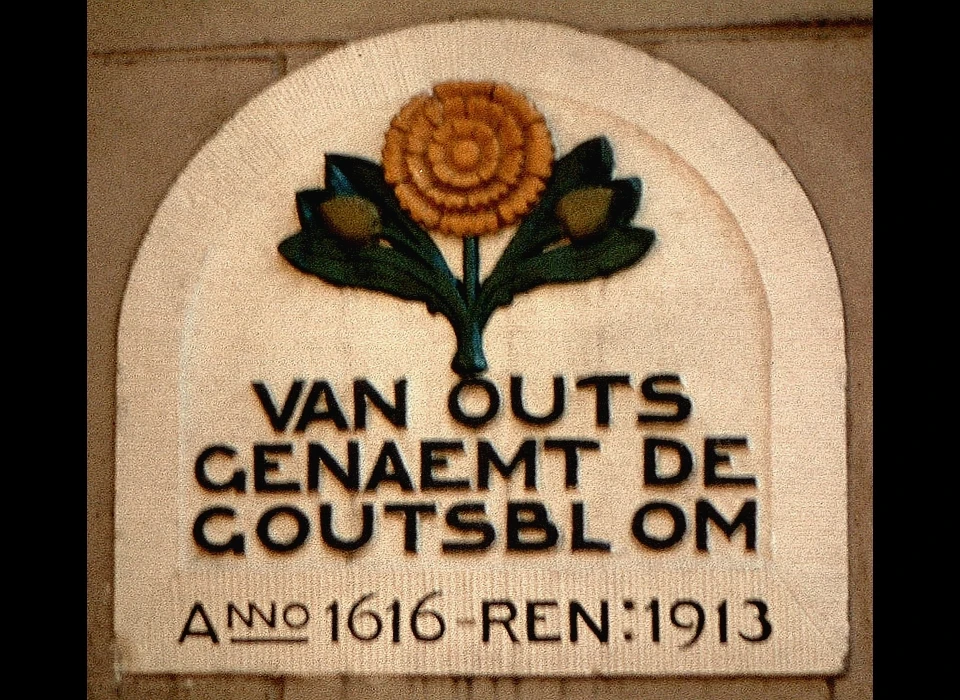 VAN OUTS
GENAEMT DE
GOUTSBLOM
ANNO 1616-REN:1913